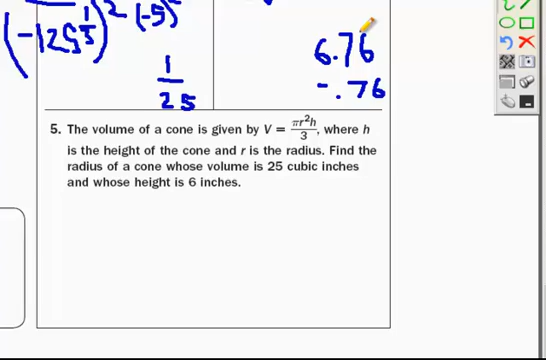 (-125^(1/3))^2 (-5)^2
1/25
6.76
-.76
5. The volume of a cone is given by V = πr²h/3, where h
is the height of the cone and r is the radius. Find the
radius of a cone whose volume is 25 cubic inches
and whose height is 6 inches.